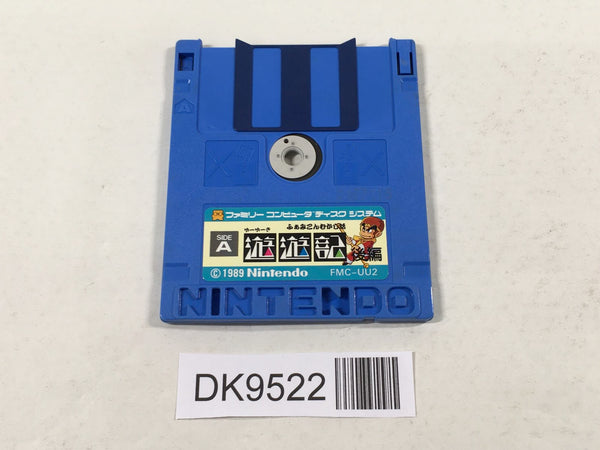 ファミリー コンピュータ ディスク システム
ふぁみこんむかし話
ゆーゆーき
SIDE A
遊遊記
後編
©1989 Nintendo
FMC-UU2
NINTENDO
DK9522